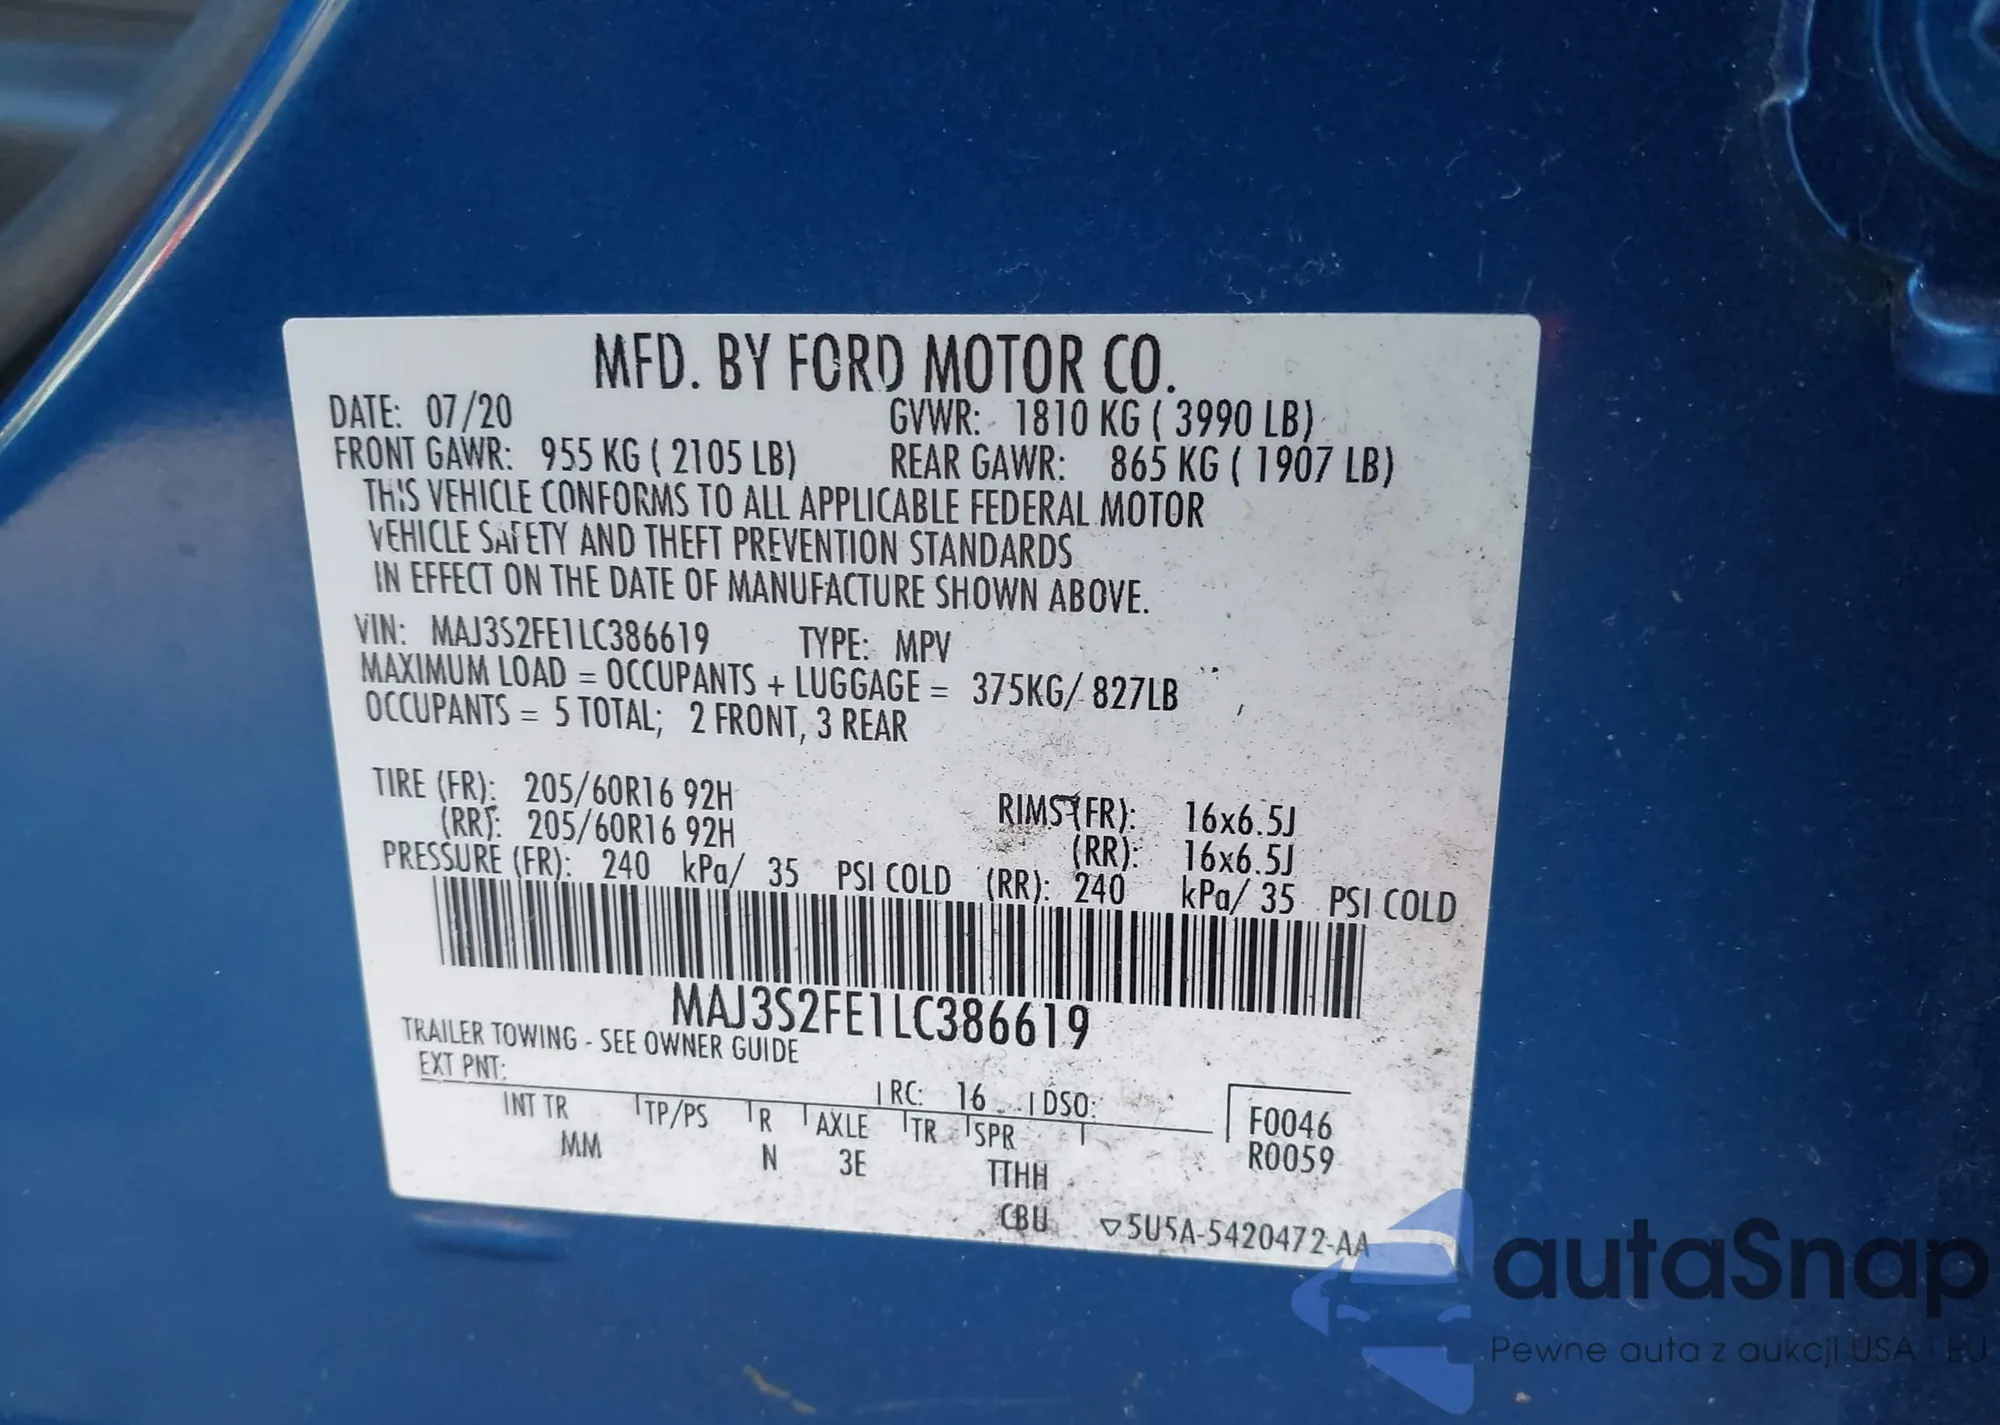 MFD. BY FORD MOTOR CO.
DATE: 07/20 GVWR: 1810 KG ( 3990 LB)
FRONT GAWR: 955 KG ( 2105 LB) REAR GAWR: 865 KG ( 1907 LB)
THIS VEHICLE CONFORMS TO ALL APPLICABLE FEDERAL MOTOR
VEHICLE SAFETY AND THEFT PREVENTION STANDARDS
IN EFFECT ON THE DATE OF MANUFACTURE SHOWN ABOVE.
VIN: MAJ3S2FE1LC386619 TYPE: MPV
MAXIMUM LOAD = OCCUPANTS + LUGGAGE = 375KG/ 827LB
OCCUPANTS = 5 TOTAL; 2 FRONT, 3 REAR
TIRE (FR): 205/60R16 92H RIMS (FR): 16x6.5J
(RR): 205/60R16 92H (RR): 16x6.5J
PRESSURE (FR): 240 kPa/ 35 PSI COLD (RR): 240 kPa/ 35 PSI COLD
MAJ3S2FE1LC386619
TRAILER TOWING - SEE OWNER GUIDE
EXT PNT: RC: 16 DSO: F0046
INT TR TP/PS R AXLE TR SPR R0059
MM N 3E TTHH
CBU ▽5U5A-5420472-AA
autaSnap
Pewne auta z aukcji USA i EU